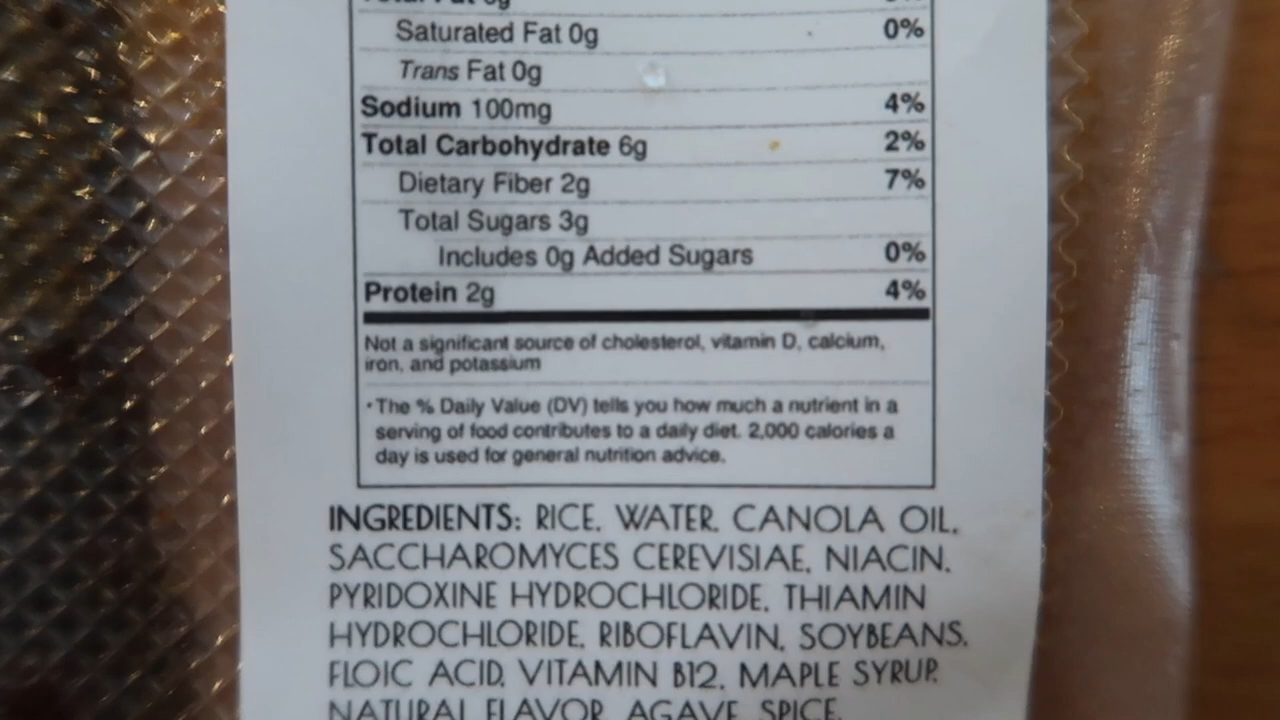 Saturated Fat 0g 0%
Trans Fat 0g
Sodium 100mg 4%
Total Carbohydrate 6g 2%
Dietary Fiber 2g 7%
Total Sugars 3g
Includes 0g Added Sugars 0%
Protein 2g 4%
Not a significant source of cholesterol, vitamin D, calcium,
iron, and potassium
*The % Daily Value (DV) tells you how much a nutrient in a
serving of food contributes to a daily diet. 2,000 calories a
day is used for general nutrition advice.
INGREDIENTS: RICE, WATER, CANOLA OIL,
SACCHAROMYCES CEREVISIAE, NIACIN,
PYRIDOXINE HYDROCHLORIDE, THIAMIN
HYDROCHLORIDE, RIBOFLAVIN, SOYBEANS,
FLOIC ACID, VITAMIN B12, MAPLE SYRUP,
NATURAL FLAVOR, AGAVE, SPICE,